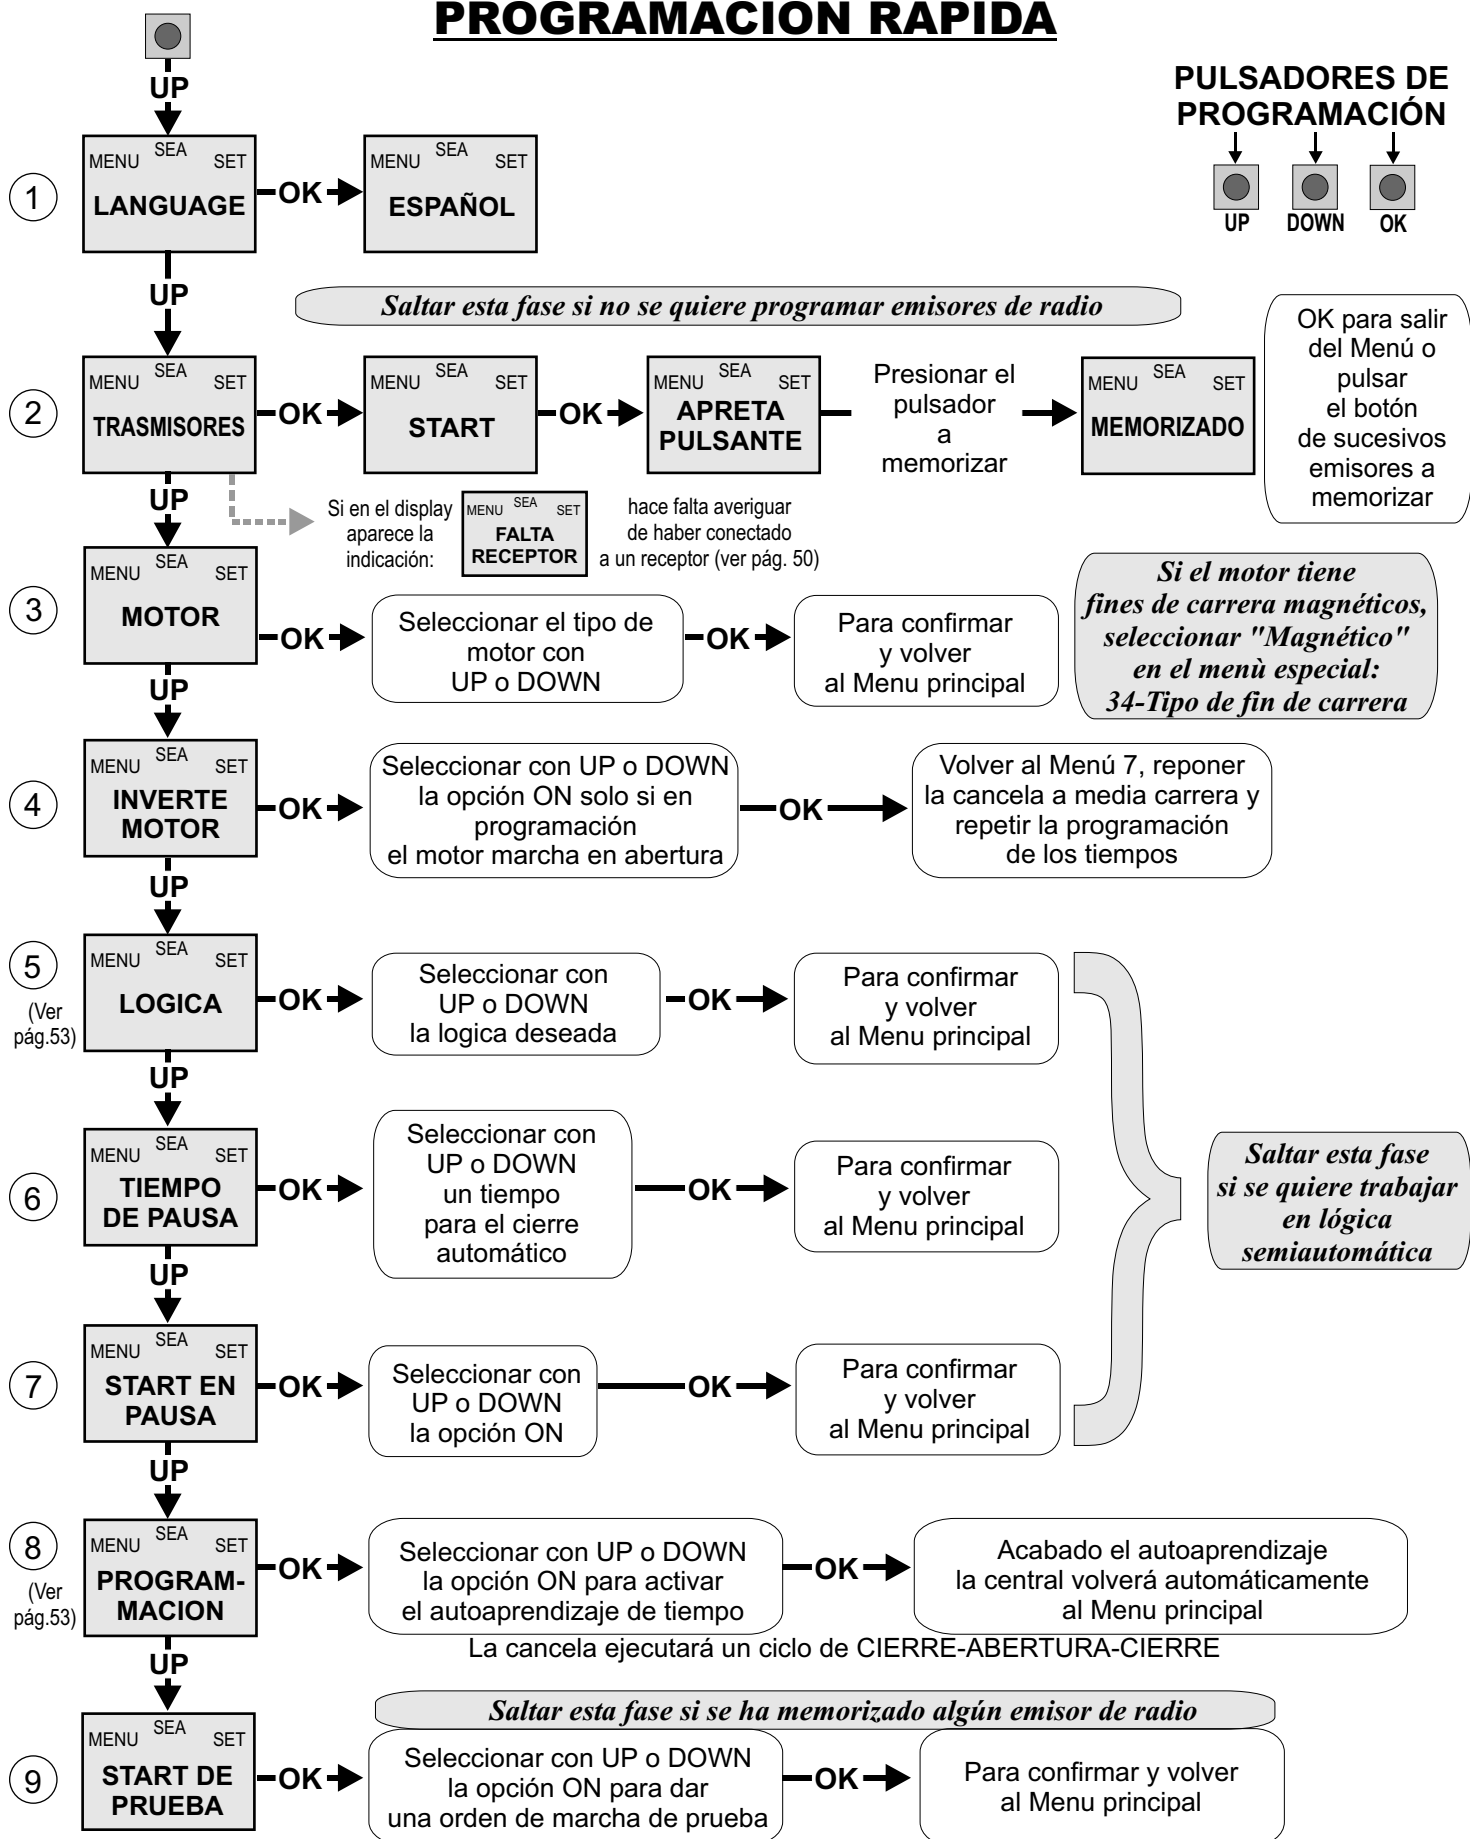 PROGRAMACIÓN RÁPIDA
UP
PULSADORES DE
PROGRAMACIÓN
UP DOWN OK
1
MENU SEA SET
LANGUAGE
OK
MENU SEA SET
ESPAÑOL
UP
Saltar esta fase si no se quiere programar emisores de radio
2
MENU SEA SET
TRASMISORES
OK
MENU SEA SET
START
OK
MENU SEA SET
APRETA
PULSANTE
Presionar el
pulsador
a
memorizar
MENU SEA SET
MEMORIZADO
OK para salir
del Menú o
pulsar
el botón
de sucesivos
emisores a
memorizar
UP
Si en el display
aparece la
indicación:
MENU SEA SET
FALTA
RECEPTOR
hace falta averiguar
de haber conectado
a un receptor (ver pág. 50)
3
MENU SEA SET
MOTOR
OK
Seleccionar el tipo de
motor con
UP o DOWN
OK
Para confirmar
y volver
al Menu principal
Si el motor tiene
fines de carrera magnéticos,
seleccionar "Magnético"
en el menù especial:
34-Tipo de fin de carrera
UP
4
MENU SEA SET
INVERTE
MOTOR
OK
Seleccionar con UP o DOWN
la opción ON solo si en
programación
el motor marcha en abertura
OK
Volver al Menú 7, reponer
la cancela a media carrera y
repetir la programación
de los tiempos
UP
5
(Ver
pág.53)
MENU SEA SET
LOGICA
OK
Seleccionar con
UP o DOWN
la logica deseada
OK
Para confirmar
y volver
al Menu principal
UP
6
MENU SEA SET
TIEMPO
DE PAUSA
OK
Seleccionar con
UP o DOWN
un tiempo
para el cierre
automático
OK
Para confirmar
y volver
al Menu principal
Saltar esta fase
si se quiere trabajar
en lógica
semiautomática
UP
7
MENU SEA SET
START EN
PAUSA
OK
Seleccionar con
UP o DOWN
la opción ON
OK
Para confirmar
y volver
al Menu principal
UP
8
(Ver
pág.53)
MENU SEA SET
PROGRAM-
MACION
OK
Seleccionar con UP o DOWN
la opción ON para activar
el autoaprendizaje de tiempo
OK
Acabado el autoaprendizaje
la central volverá automáticamente
al Menu principal
La cancela ejecutará un ciclo de CIERRE-ABERTURA-CIERRE
UP
Saltar esta fase si se ha memorizado algún emisor de radio
9
MENU SEA SET
START DE
PRUEBA
OK
Seleccionar con UP o DOWN
la opción ON para dar
una orden de marcha de prueba
OK
Para confirmar y volver
al Menu principal